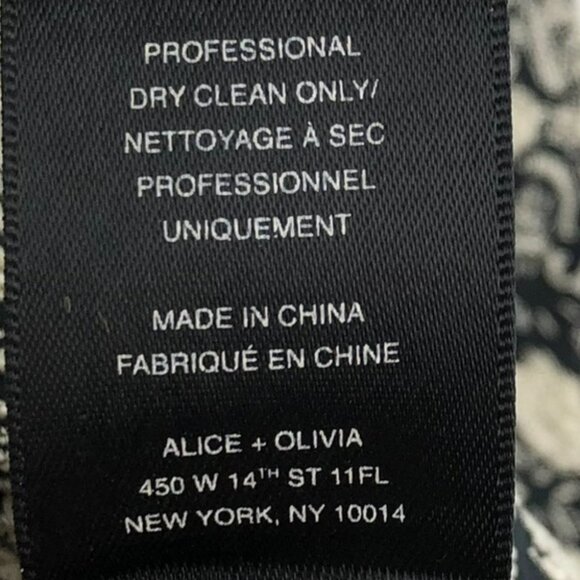 PROFESSIONAL
DRY CLEAN ONLY/
NETTOYAGE À SEC
PROFESSIONNEL
UNIQUEMENT
MADE IN CHINA
FABRIQUÉ EN CHINE
ALICE + OLIVIA
450 W 14TH ST 11FL
NEW YORK, NY 10014